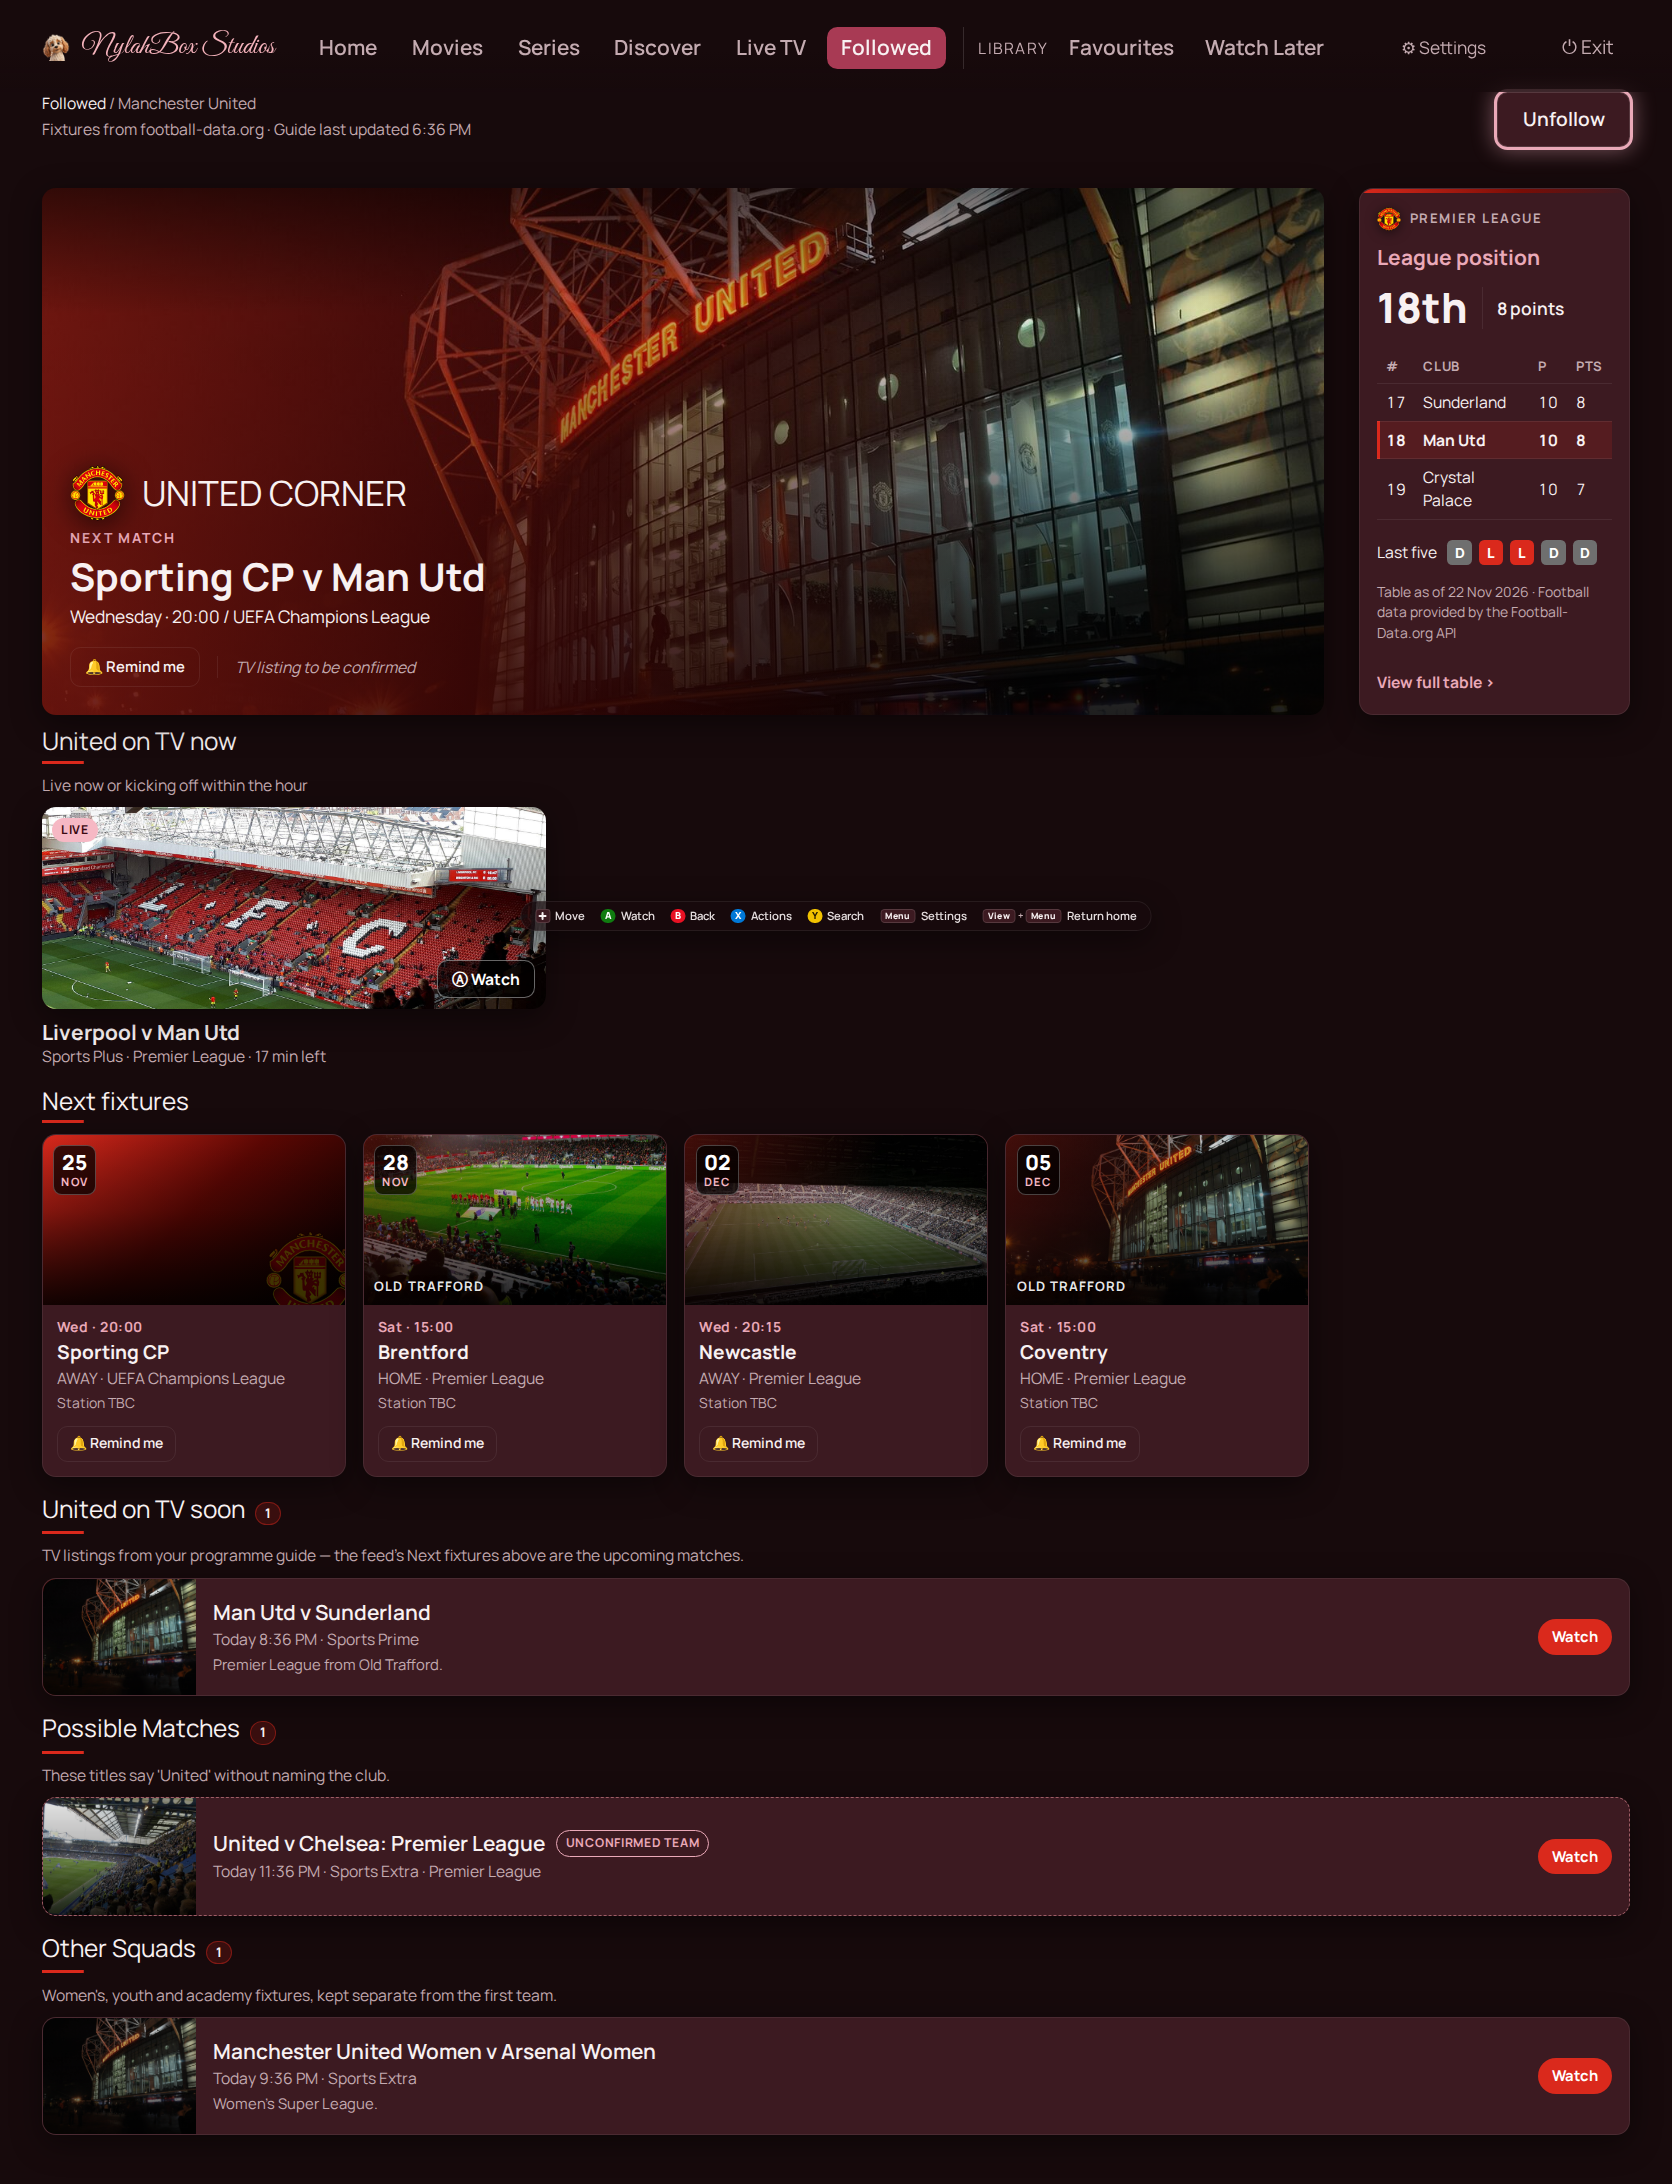 NylahBox Studios
Home
Movies
Series
Discover
Live TV
Followed
LIBRARY
Favourites
Watch Later
⚙ Settings
⏻ Exit
Followed / Manchester United
Fixtures from football-data.org · Guide last updated 6:36 PM
Unfollow
MANCHESTER UNITED
MANCHESTER
UNITED
UNITED CORNER
NEXT MATCH
Sporting CP v Man Utd
Wednesday · 20:00 / UEFA Champions League
🔔 Remind me
TV listing to be confirmed
PREMIER LEAGUE
League position
18th
8 points
# CLUB P PTS
17 Sunderland 10 8
18 Man Utd 10 8
19 Crystal Palace 10 7
Last five D L L D D
Table as of 22 Nov 2026 · Football
data provided by the Football-
Data.org API
View full table ›
United on TV now
Live now or kicking off within the hour
LIVE
L F C
Ⓐ Watch
Move
A Watch
B Back
X Actions
Y Search
Menu Settings
View + Menu Return home
Liverpool v Man Utd
Sports Plus · Premier League · 17 min left
Next fixtures
25
NOV
MANCHESTER
UNITED
Wed · 20:00
Sporting CP
AWAY · UEFA Champions League
Station TBC
🔔 Remind me
28
NOV
OLD TRAFFORD
Sat · 15:00
Brentford
HOME · Premier League
Station TBC
🔔 Remind me
02
DEC
Wed · 20:15
Newcastle
AWAY · Premier League
Station TBC
🔔 Remind me
05
DEC
MANCHESTER UNITED
OLD TRAFFORD
Sat · 15:00
Coventry
HOME · Premier League
Station TBC
🔔 Remind me
United on TV soon 1
TV listings from your programme guide — the feed's Next fixtures above are the upcoming matches.
Man Utd v Sunderland
Today 8:36 PM · Sports Prime
Premier League from Old Trafford.
Watch
Possible Matches 1
These titles say 'United' without naming the club.
United v Chelsea: Premier League UNCONFIRMED TEAM
Today 11:36 PM · Sports Extra · Premier League
Watch
Other Squads 1
Women's, youth and academy fixtures, kept separate from the first team.
Manchester United Women v Arsenal Women
Today 9:36 PM · Sports Extra
Women's Super League.
Watch